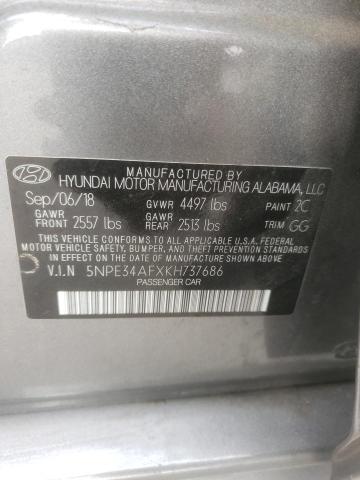 MANUFACTURED BY
HYUNDAI MOTOR MANUFACTURING ALABAMA, LLC
Sep/06/18 GVWR 4497 lbs PAINT 2C
GAWR FRONT 2557 lbs GAWR REAR 2513 lbs TRIM GG
THIS VEHICLE CONFORMS TO ALL APPLICABLE U.S.A. FEDERAL
MOTOR VEHICLE SAFETY, BUMPER, AND THEFT PREVENTION STANDARDS
IN EFFECT ON THE DATE OF MANUFACTURE SHOWN ABOVE.
V.I.N 5NPE34AFXKH737686
PASSENGER CAR